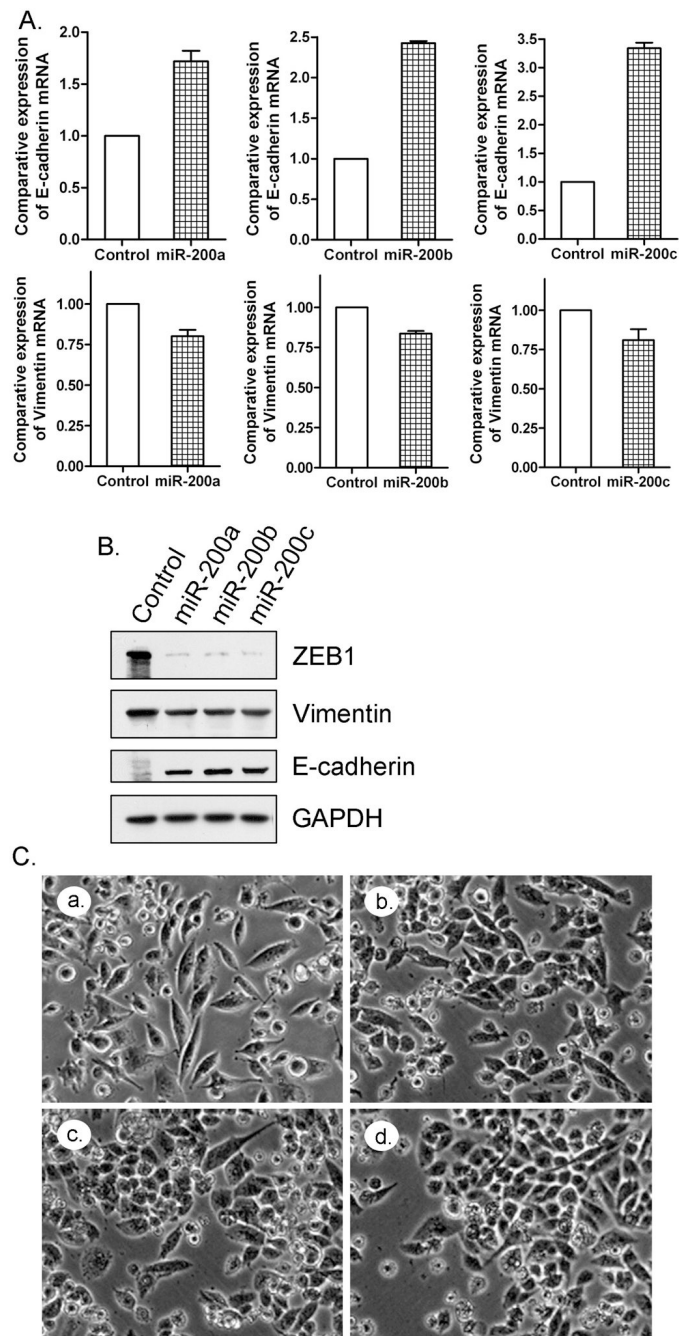 A.
Comparative expression
of E-cadherin mRNA
2.0
1.5
1.0
0.5
0.0
Control miR-200a
Comparative expression
of E-cadherin mRNA
2.5
2.0
1.5
1.0
0.5
0.0
Control miR-200b
Comparative expression
of E-cadherin mRNA
3.5
3.0
2.5
2.0
1.5
1.0
0.5
0.0
Control miR-200c
Comparative expression
of Vimentin mRNA
1.00
0.75
0.50
0.25
0.00
Control miR-200a
Comparative expression
of Vimentin mRNA
1.00
0.75
0.50
0.25
0.00
Control miR-200b
Comparative expression
of Vimentin mRNA
1.00
0.75
0.50
0.25
0.00
Control miR-200c
B.
Control
miR-200a
miR-200b
miR-200c
ZEB1
Vimentin
E-cadherin
GAPDH
C.
a.
b.
c.
d.